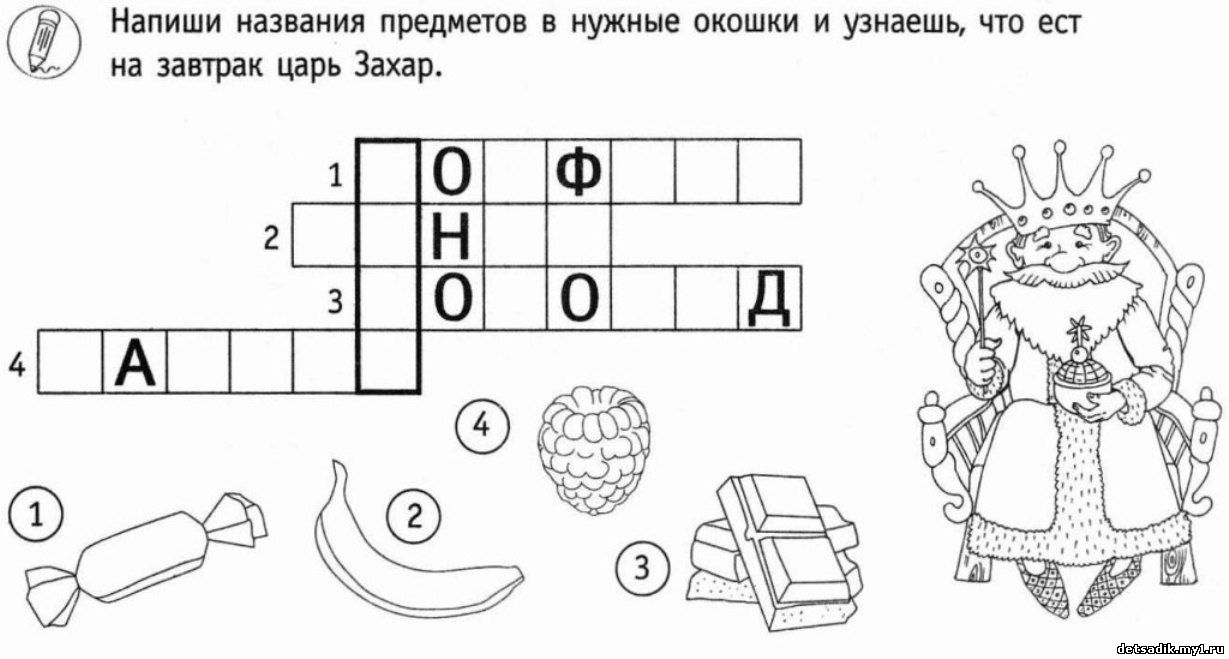 Напиши названия предметов в нужные окошки и узнаешь, что ест
на завтрак царь Захар.
1 О Ф
2 Н
3 О О Д
4 А
4
1
2
3
detsadik.my1.ru